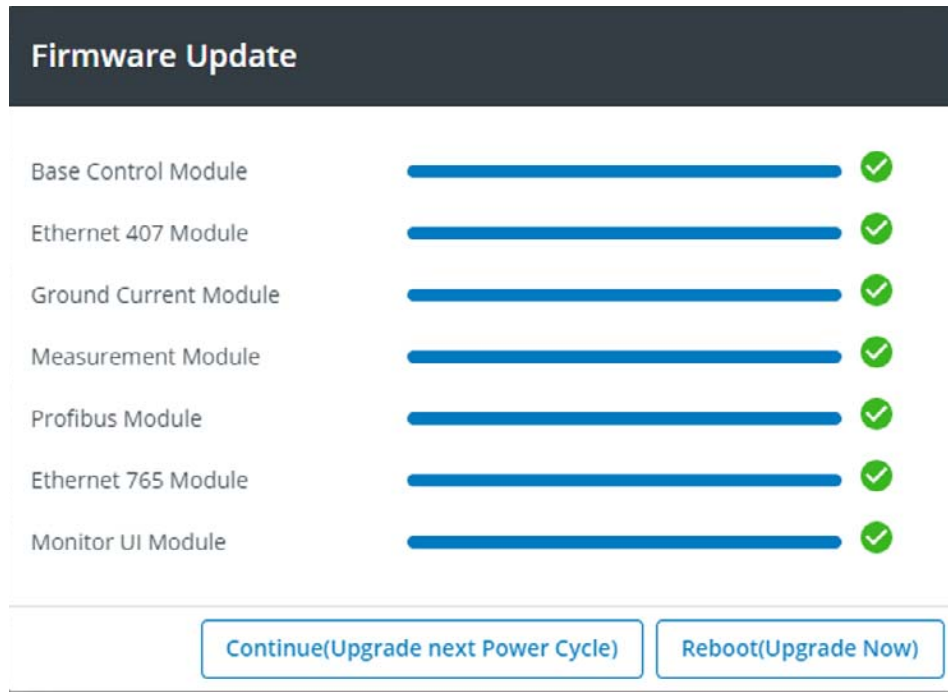 Firmware Update
Base Control Module
Ethernet 407 Module
Ground Current Module
Measurement Module
Profibus Module
Ethernet 765 Module
Monitor UI Module
Continue(Upgrade next Power Cycle) Reboot(Upgrade Now)